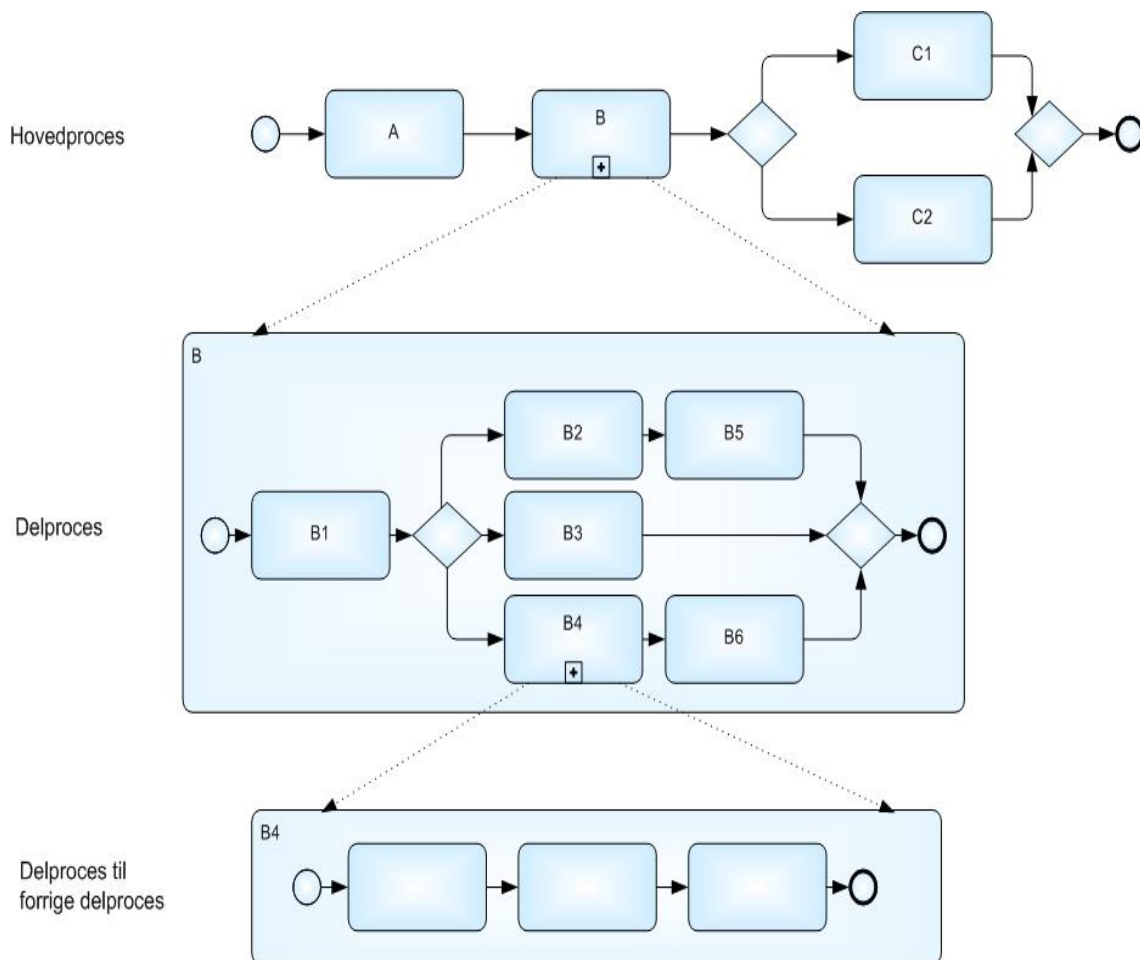 Hovedproces
A
B
C1
C2
B
Delproces
B1
B2
B5
B3
B4
B6
B4
Delproces til
forrige delproces